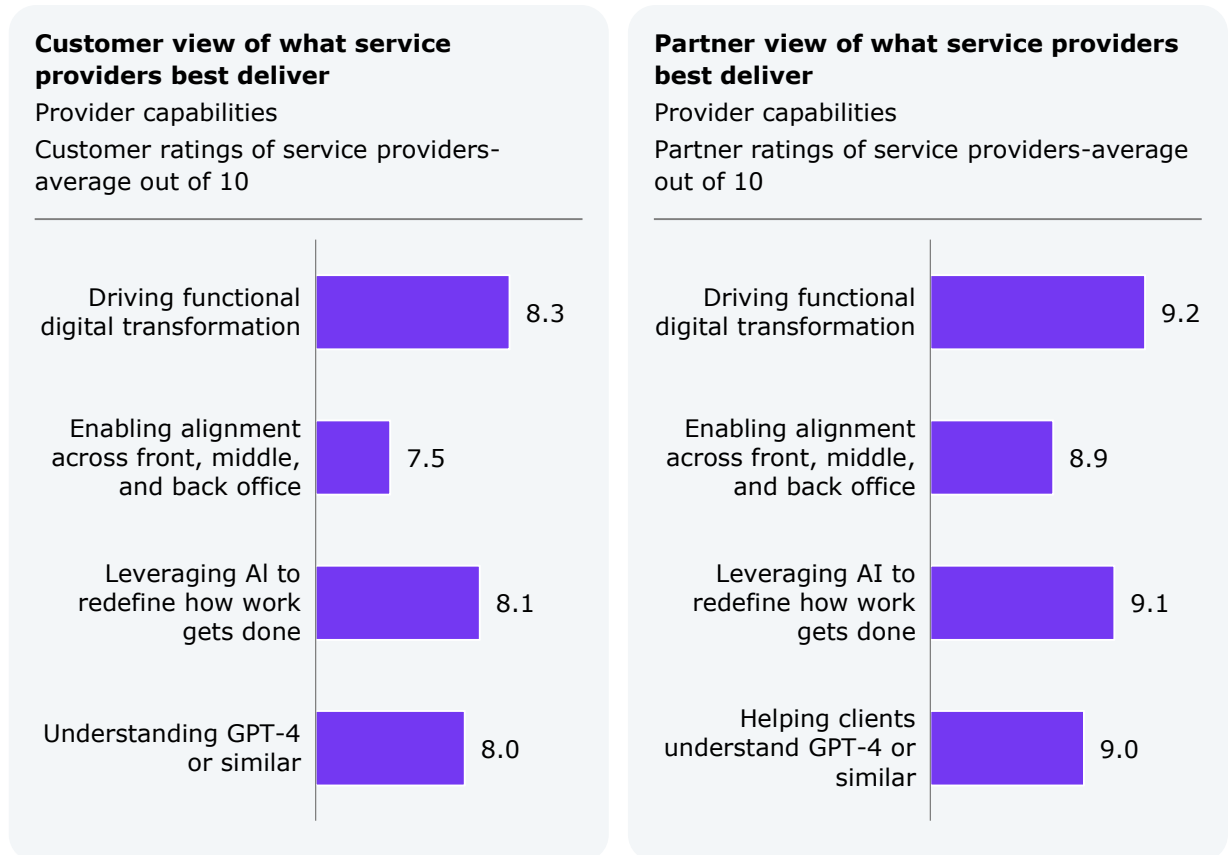 Customer view of what service
providers best deliver
Provider capabilities
Customer ratings of service providers-
average out of 10
Driving functional
digital transformation
8.3
Enabling alignment
across front, middle,
and back office
7.5
Leveraging AI to
redefine how work
gets done
8.1
Understanding GPT-4
or similar
8.0
Partner view of what service providers
best deliver
Provider capabilities
Partner ratings of service providers-average
out of 10
Driving functional
digital transformation
9.2
Enabling alignment
across front, middle,
and back office
8.9
Leveraging AI to
redefine how work
gets done
9.1
Helping clients
understand GPT-4 or
similar
9.0